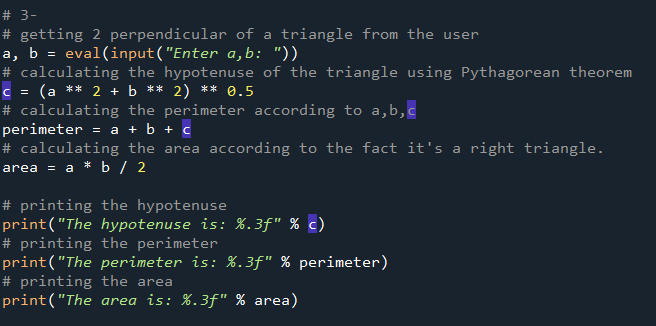 # 3-
# getting 2 perpendicular of a triangle from the user
a, b = eval(input("Enter a,b: "))
# calculating the hypotenuse of the triangle using Pythagorean theorem
c = (a ** 2 + b ** 2) ** 0.5
# calculating the perimeter according to a,b,c
perimeter = a + b + c
# calculating the area according to the fact it's a right triangle.
area = a * b / 2
# printing the hypotenuse
print("The hypotenuse is: %.3f" % c)
# printing the perimeter
print("The perimeter is: %.3f" % perimeter)
# printing the area
print("The area is: %.3f" % area)